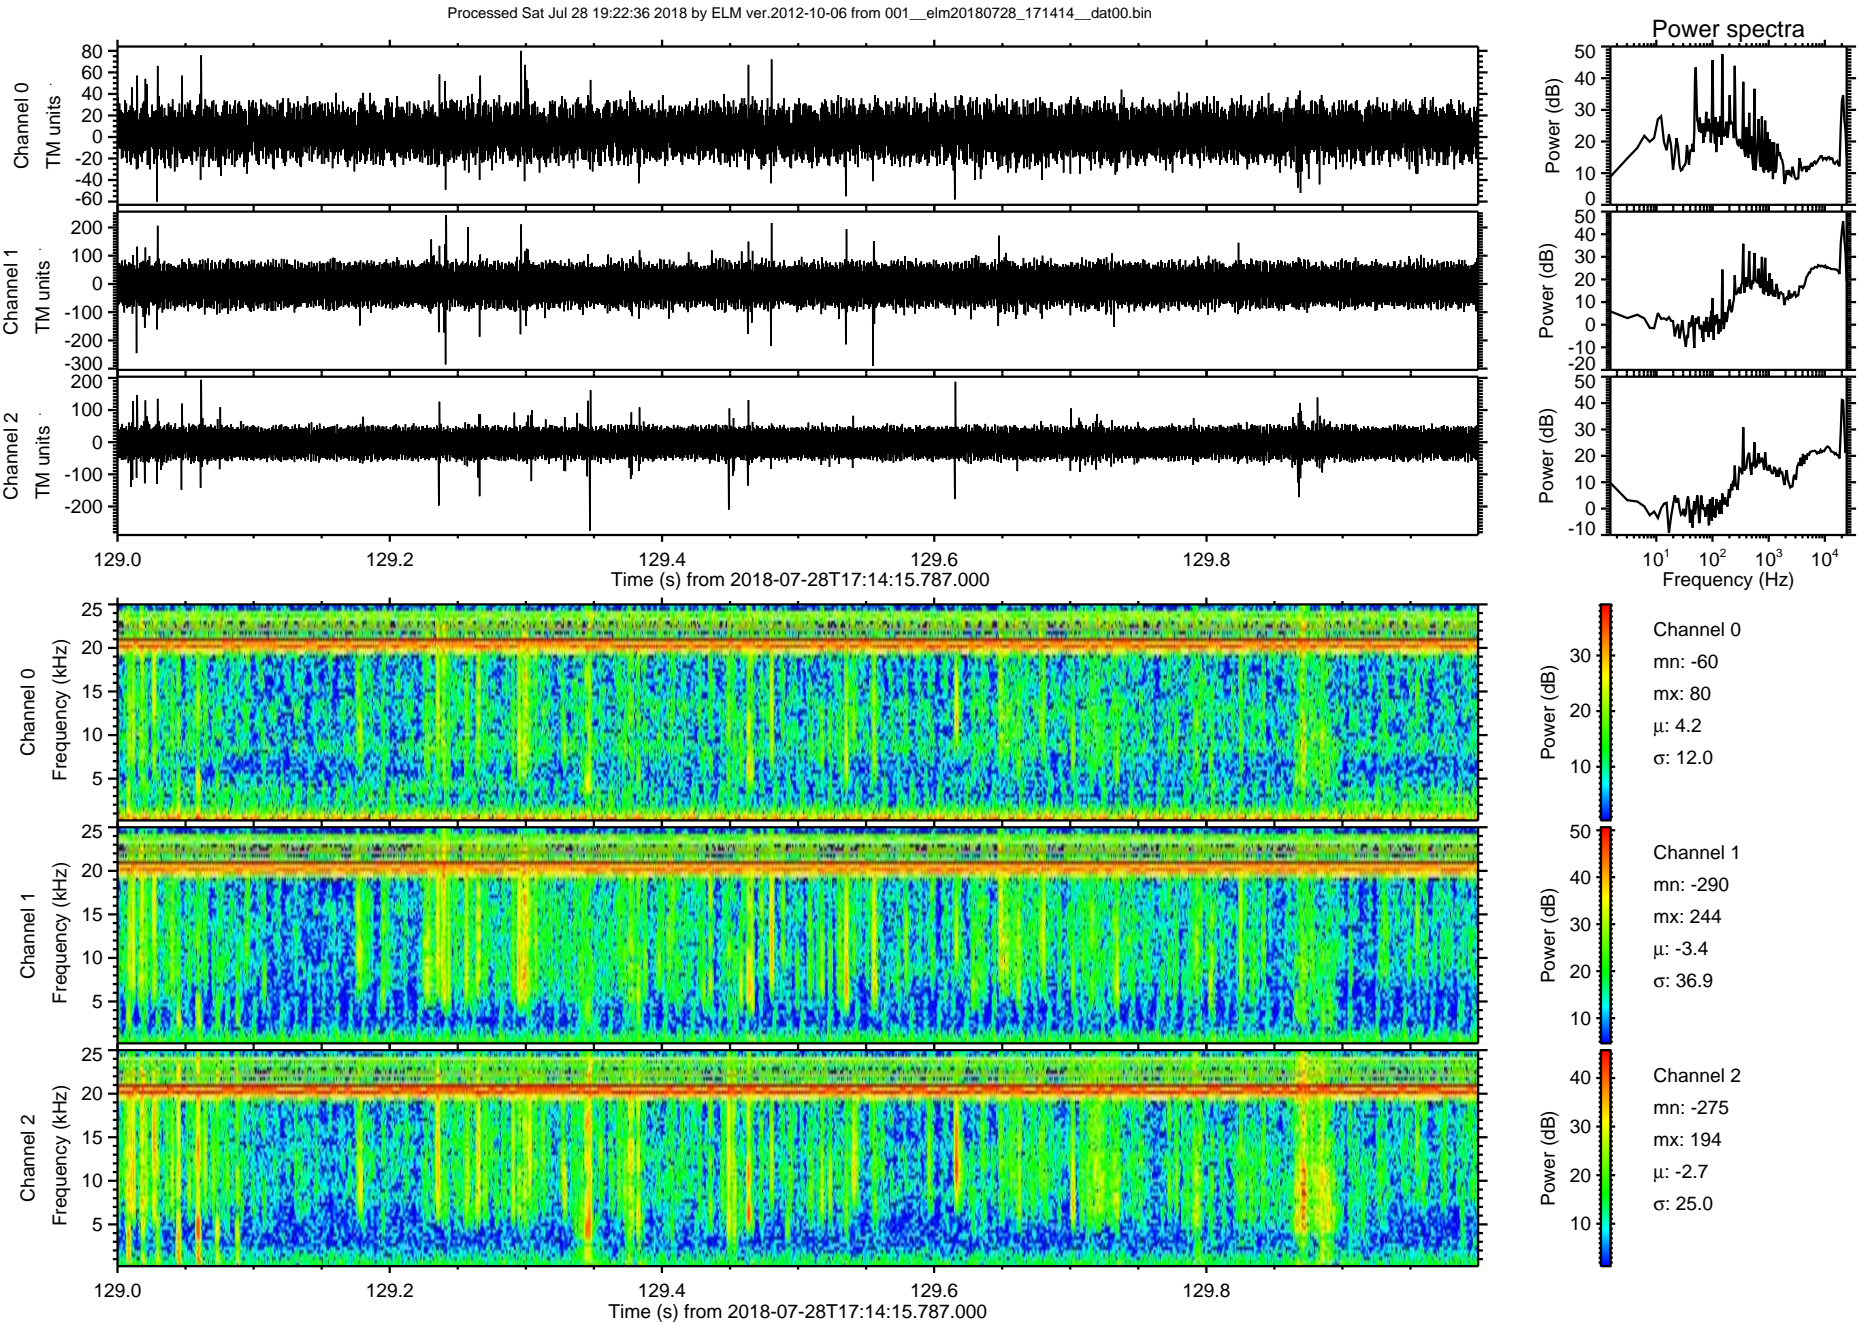 Processed Sat Jul 28 19:22:36 2018 by ELM ver.2012-10-06 from 001__elm20180728_171414__dat00.bin
Power spectra
Channel 0
TM units
80
60
40
20
0
-20
-40
-60
Power (dB)
50
40
30
20
10
0
Channel 1
TM units
200
100
0
-100
-200
-300
Power (dB)
50
40
30
20
10
0
-10
-20
Channel 2
TM units
200
100
0
-100
-200
Power (dB)
50
40
30
20
10
0
-10
129.0 129.2 129.4 129.6 129.8
Time (s) from 2018-07-28T17:14:15.787.000
10^1 10^2 10^3 10^4
Frequency (Hz)
Channel 0
Frequency (kHz)
25
20
15
10
5
Power (dB)
30
20
10
Channel 0
mn: -60
mx: 80
μ: 4.2
σ: 12.0
Channel 1
Frequency (kHz)
25
20
15
10
5
Power (dB)
50
40
30
20
10
Channel 1
mn: -290
mx: 244
μ: -3.4
σ: 36.9
Channel 2
Frequency (kHz)
25
20
15
10
5
Power (dB)
40
30
20
10
Channel 2
mn: -275
mx: 194
μ: -2.7
σ: 25.0
129.0 129.2 129.4 129.6 129.8
Time (s) from 2018-07-28T17:14:15.787.000